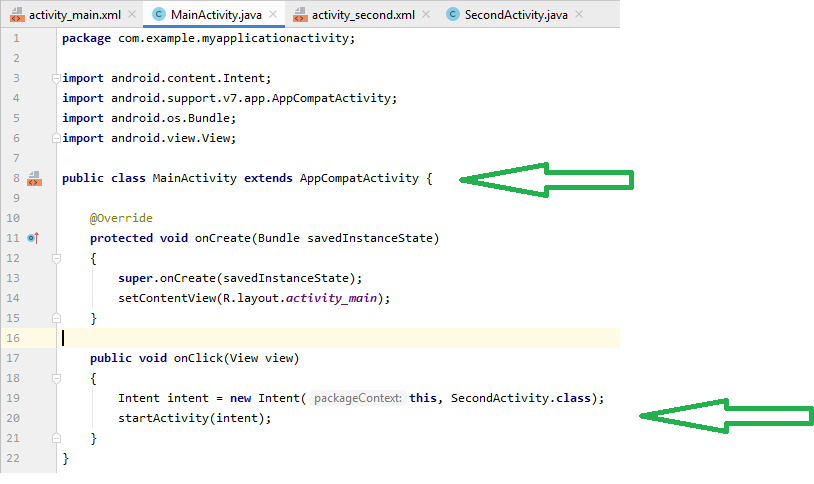 activity_main.xml MainActivity.java activity_second.xml SecondActivity.java
1 package com.example.myapplicationactivity;
2
3 import android.content.Intent;
4 import android.support.v7.app.AppCompatActivity;
5 import android.os.Bundle;
6 import android.view.View;
7
8 public class MainActivity extends AppCompatActivity {
9
10 @Override
11 protected void onCreate(Bundle savedInstanceState)
12 {
13 super.onCreate(savedInstanceState);
14 setContentView(R.layout.activity_main);
15 }
16
17 public void onClick(View view)
18 {
19 Intent intent = new Intent( packageContext: this, SecondActivity.class);
20 startActivity(intent);
21 }
22 }